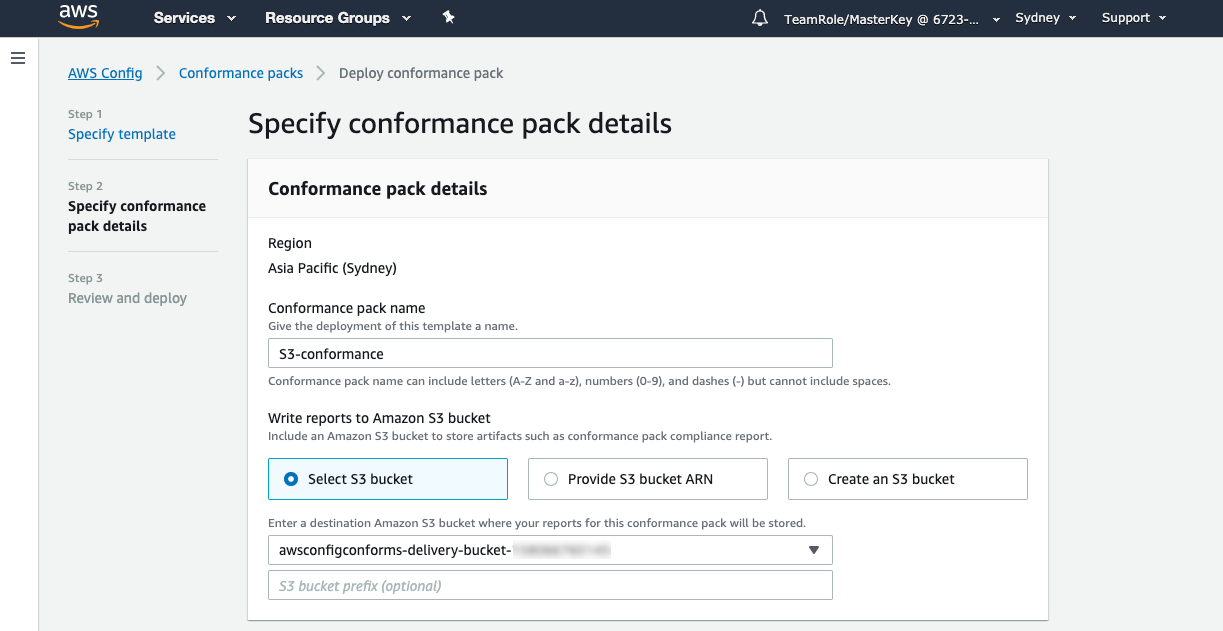 aws Services Resource Groups TeamRole/MasterKey @ 6723-... Sydney Support
AWS Config Conformance packs Deploy conformance pack
Step 1
Specify template
Step 2
Specify conformance
pack details
Step 3
Review and deploy
Specify conformance pack details
Conformance pack details
Region
Asia Pacific (Sydney)
Conformance pack name
Give the deployment of this template a name.
S3-conformance
Conformance pack name can include letters (A-Z and a-z), numbers (0-9), and dashes (-) but cannot include spaces.
Write reports to Amazon S3 bucket
Include an Amazon S3 bucket to store artifacts such as conformance pack compliance report.
Select S3 bucket Provide S3 bucket ARN Create an S3 bucket
Enter a destination Amazon S3 bucket where your reports for this conformance pack will be stored.
awsconfigconforms-delivery-bucket-
S3 bucket prefix (optional)